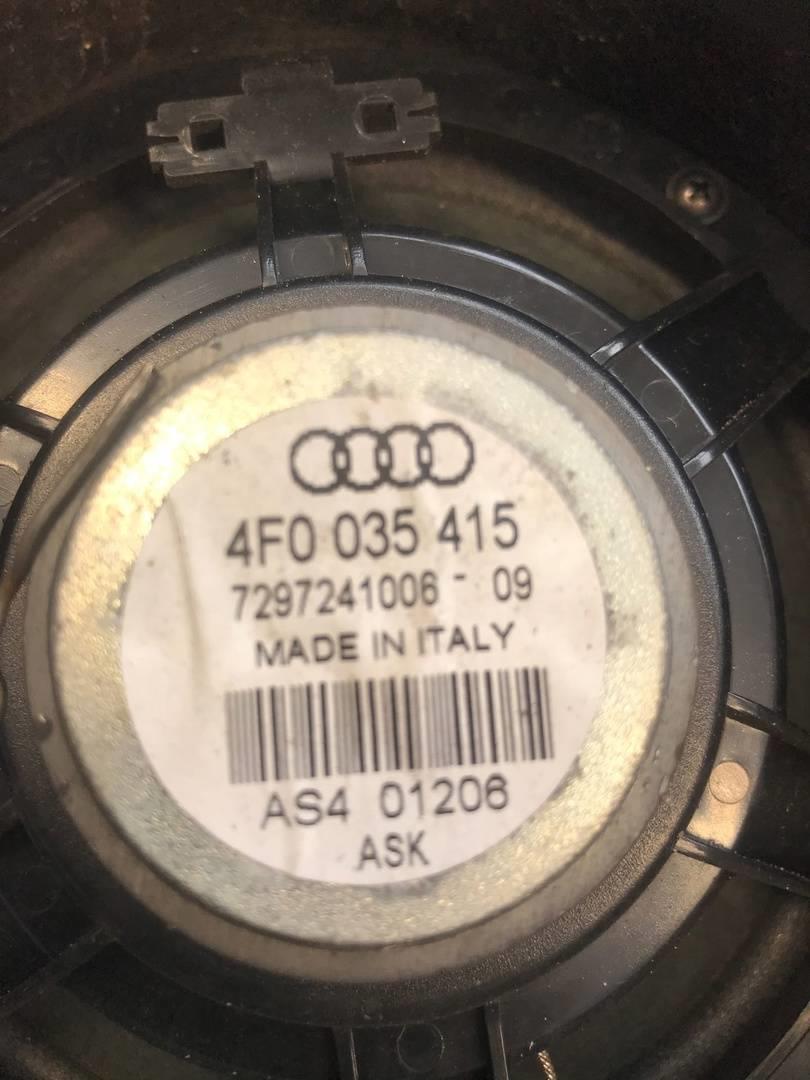 4F0 035 415
7297241006 - 09
MADE IN ITALY
AS4 01206
ASK